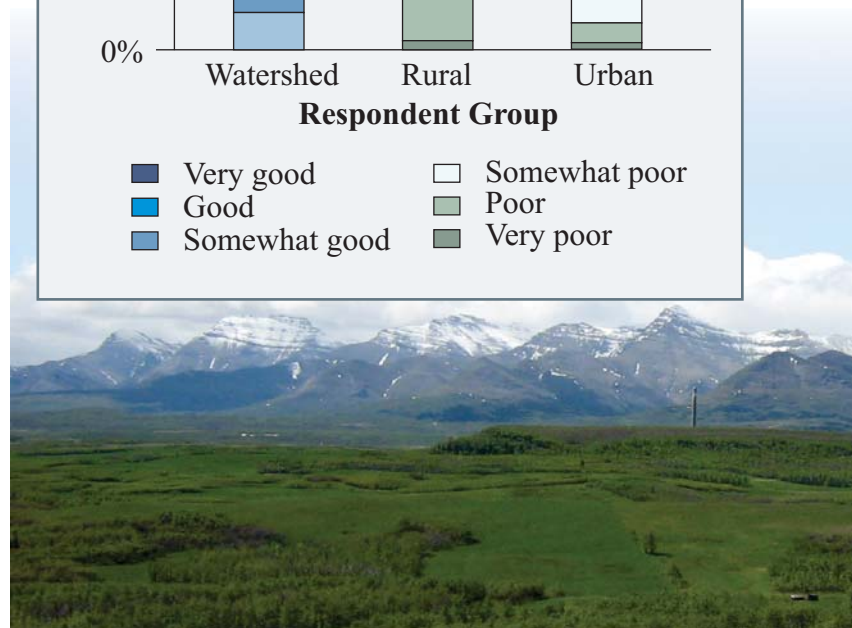 0%
Watershed Rural Urban
Respondent Group
Very good
Good
Somewhat good
Somewhat poor
Poor
Very poor